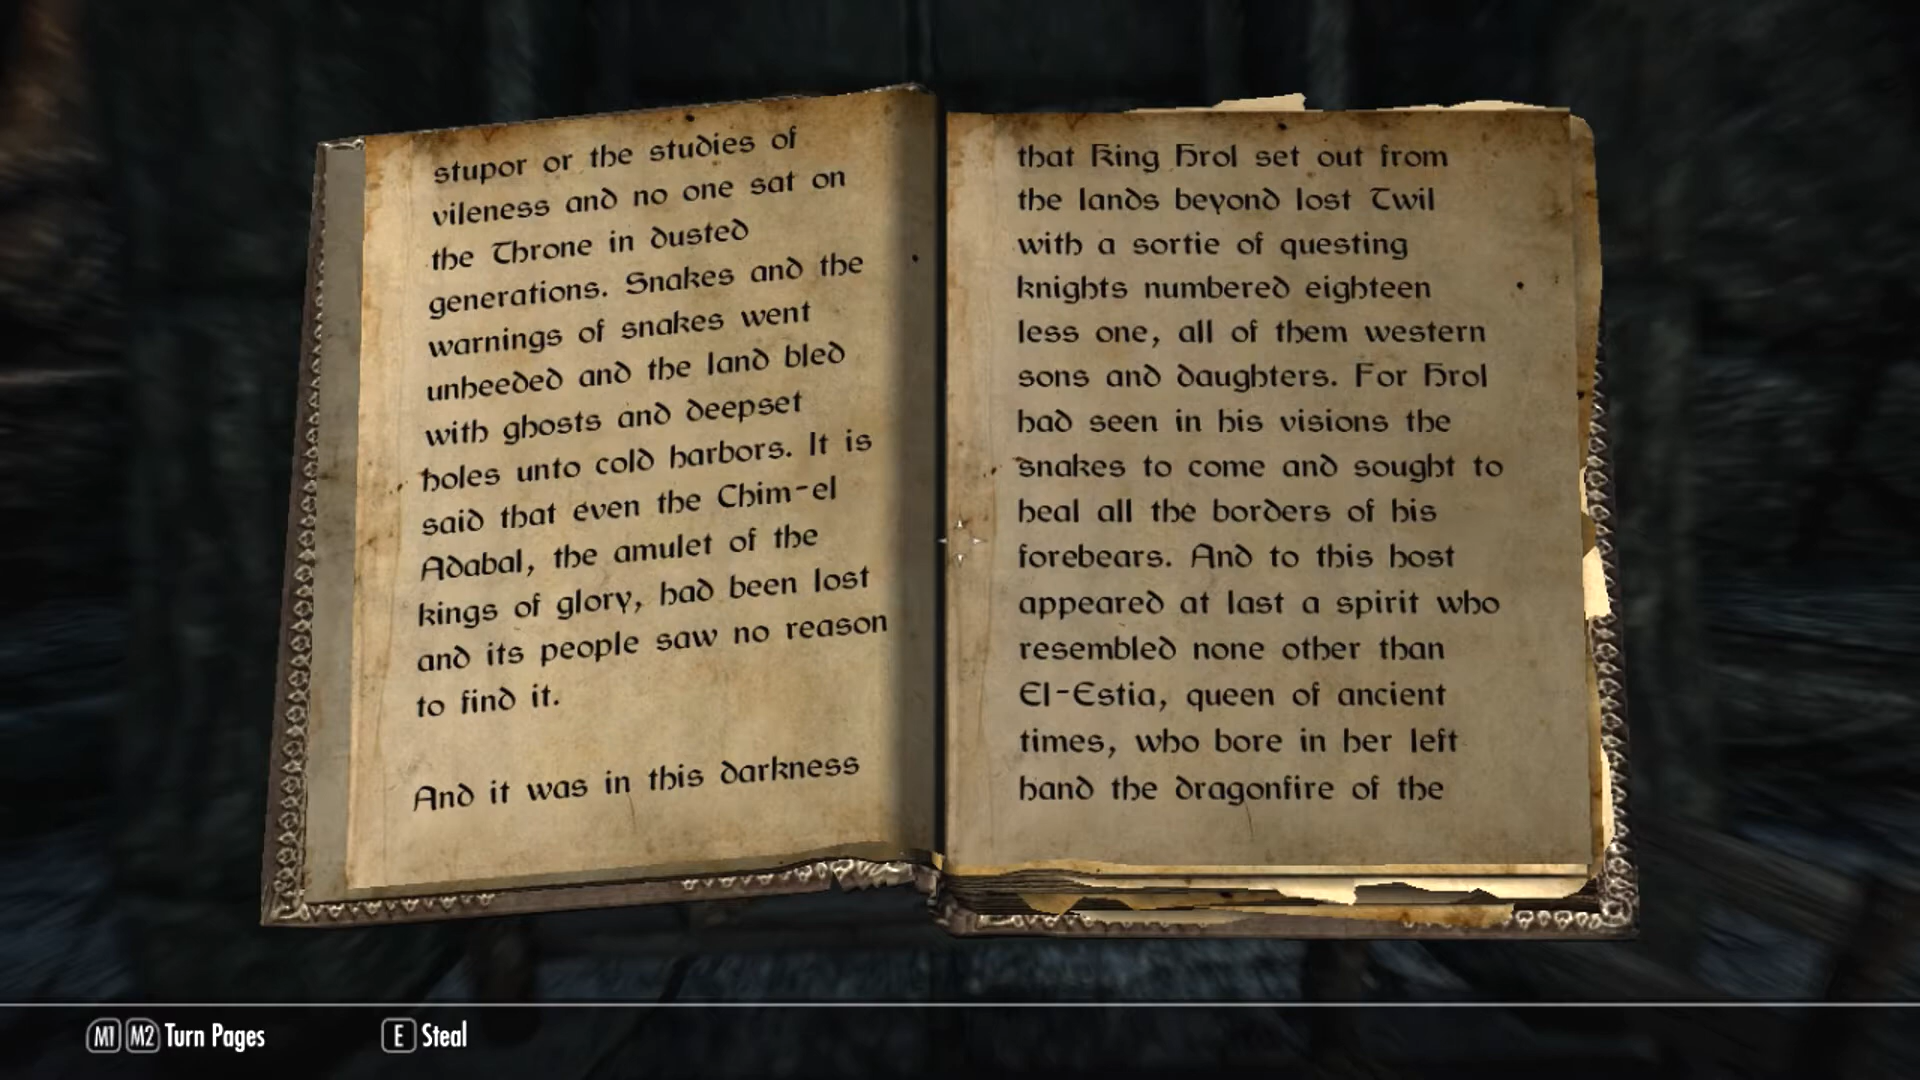 stupor or the studies of
vileness and no one sat on
the Throne in dusted
generations. Snakes and the
warnings of snakes went
unheeded and the land bled
with ghosts and deepset
holes unto cold harbors. It is
said that even the Chim-el
Adabal, the amulet of the
kings of glory, had been lost
and its people saw no reason
to find it.
And it was in this darkness
that King Hrol set out from
the lands beyond lost Twil
with a sortie of questing
knights numbered eighteen
less one, all of them western
sons and daughters. For Hrol
had seen in his visions the
snakes to come and sought to
heal all the borders of his
forebears. And to this host
appeared at last a spirit who
resembled none other than
El-Estia, queen of ancient
times, who bore in her left
hand the dragonfire of the
M1 M2 Turn Pages
E Steal